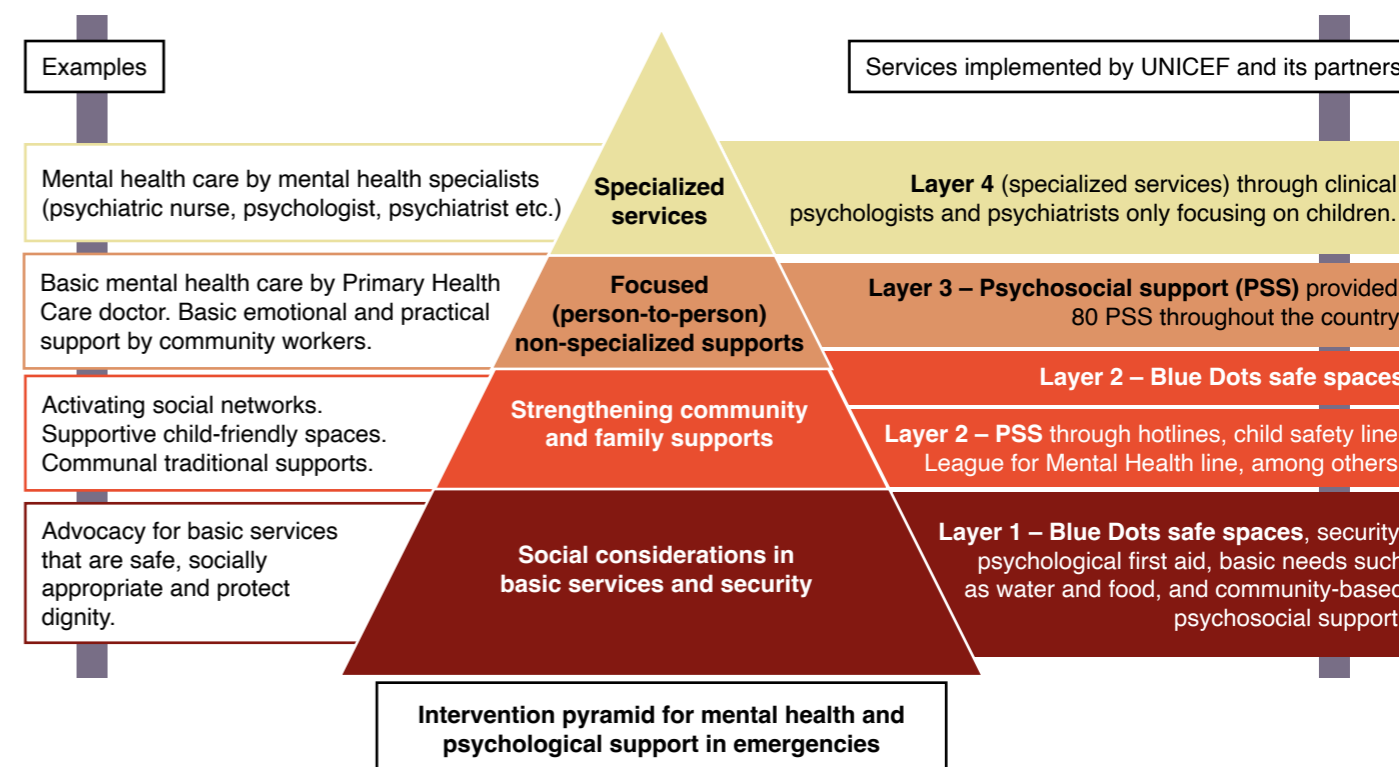 Examples
Services implemented by UNICEF and its partners
Mental health care by mental health specialists
(psychiatric nurse, psychologist, psychiatrist etc.)
Specialized
services
Layer 4 (specialized services) through clinical
psychologists and psychiatrists only focusing on children.
Basic mental health care by Primary Health
Care doctor. Basic emotional and practical
support by community workers.
Focused
(person-to-person)
non-specialized supports
Layer 3 – Psychosocial support (PSS) provided
80 PSS throughout the country
Activating social networks.
Supportive child-friendly spaces.
Communal traditional supports.
Strengthening community
and family supports
Layer 2 – Blue Dots safe spaces
Layer 2 – PSS through hotlines, child safety line
League for Mental Health line, among others
Advocacy for basic services
that are safe, socially
appropriate and protect
dignity.
Social considerations in
basic services and security
Layer 1 – Blue Dots safe spaces, security
psychological first aid, basic needs such
as water and food, and community-based
psychosocial support
Intervention pyramid for mental health and
psychological support in emergencies